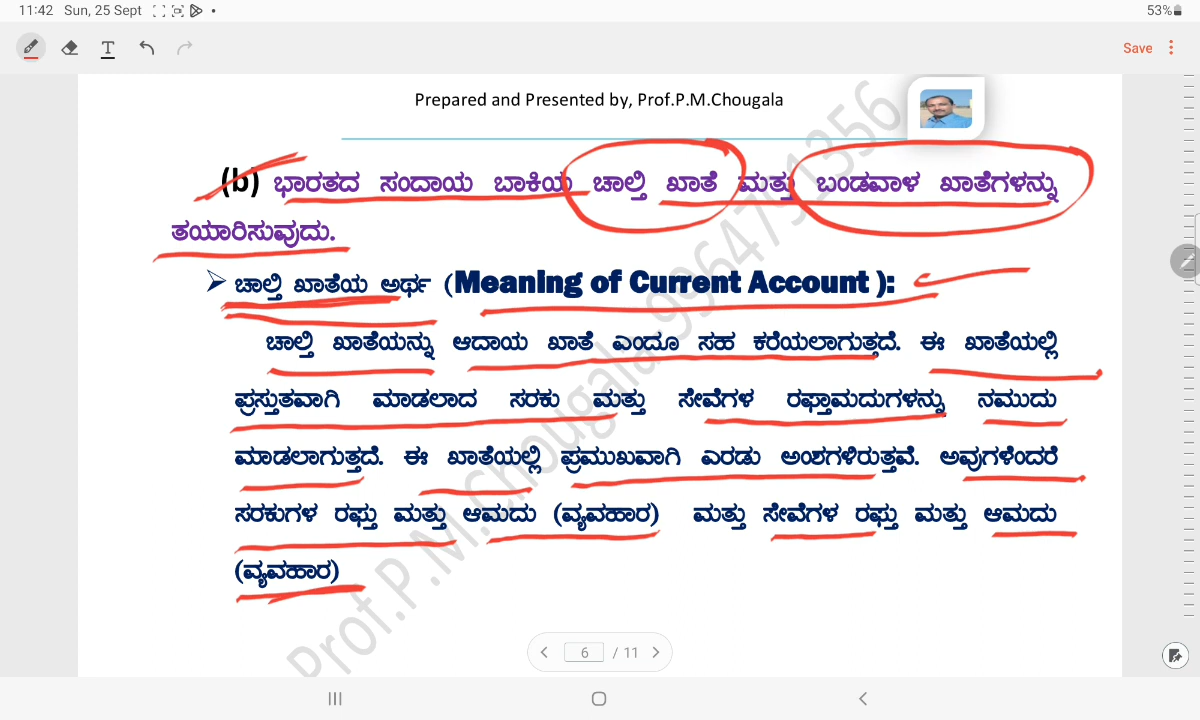 11:42 Sun, 25 Sept
53%
Save
Prepared and Presented by, Prof.P.M.Chougala
(b) ಭಾರತದ ಸಂದಾಯ ಬಾಕಿಯ ಚಾಲ್ತಿ ಖಾತೆ ಮತ್ತು ಬಂಡವಾಳ ಖಾತೆಗಳನ್ನು
ತಯಾರಿಸುವುದು.
➢ ಚಾಲ್ತಿ ಖಾತೆಯ ಅರ್ಥ (Meaning of Current Account ):
ಚಾಲ್ತಿ ಖಾತೆಯನ್ನು ಆದಾಯ ಖಾತೆ ಎಂದೂ ಸಹ ಕರೆಯಲಾಗುತ್ತದೆ. ಈ ಖಾತೆಯಲ್ಲಿ
ಪ್ರಸ್ತುತವಾಗಿ ಮಾಡಲಾದ ಸರಕು ಮತ್ತು ಸೇವೆಗಳ ರಫ್ತಾಮದುಗಳನ್ನು ನಮುದು
ಮಾಡಲಾಗುತ್ತದೆ. ಈ ಖಾತೆಯಲ್ಲಿ ಪ್ರಮುಖವಾಗಿ ಎರಡು ಅಂಶಗಳಿರುತ್ತವೆ. ಅವುಗಳೆಂದರೆ
ಸರಕುಗಳ ರಫ್ತು ಮತ್ತು ಆಮದು (ವ್ಯವಹಾರ) ಮತ್ತು ಸೇವೆಗಳ ರಫ್ತು ಮತ್ತು ಆಮದು
(ವ್ಯವಹಾರ)
6 / 11